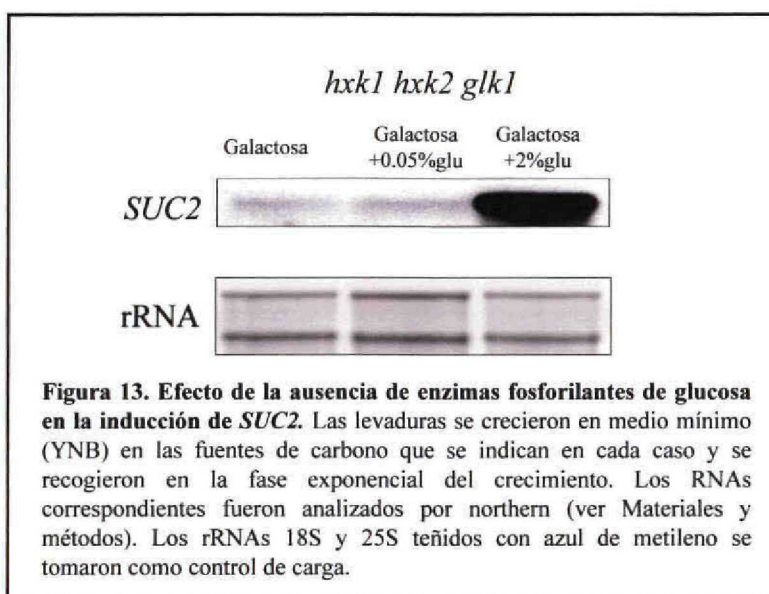 hxk1 hxk2 glk1
Galactosa
Galactosa
+0.05%glu
Galactosa
+2%glu
SUC2
rRNA
Figura 13. Efecto de la ausencia de enzimas fosforilantes de glucosa
en la inducción de SUC2. Las levaduras se crecieron en medio mínimo
(YNB) en las fuentes de carbono que se indican en cada caso y se
recogieron en la fase exponencial del crecimiento. Los RNAs
correspondientes fueron analizados por northern (ver Materiales y
métodos). Los rRNAs 18S y 25S teñidos con azul de metileno se
tomaron como control de carga.